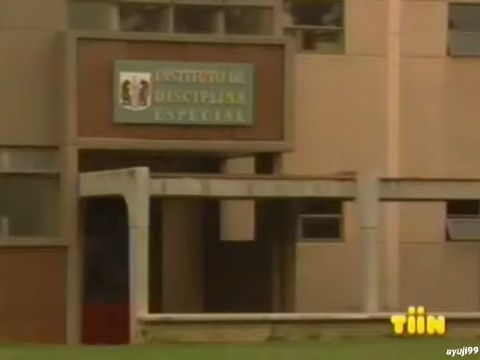 INSTITUTO DE
DISCIPLINA
ESPECIAL
TiiN
ayuji99